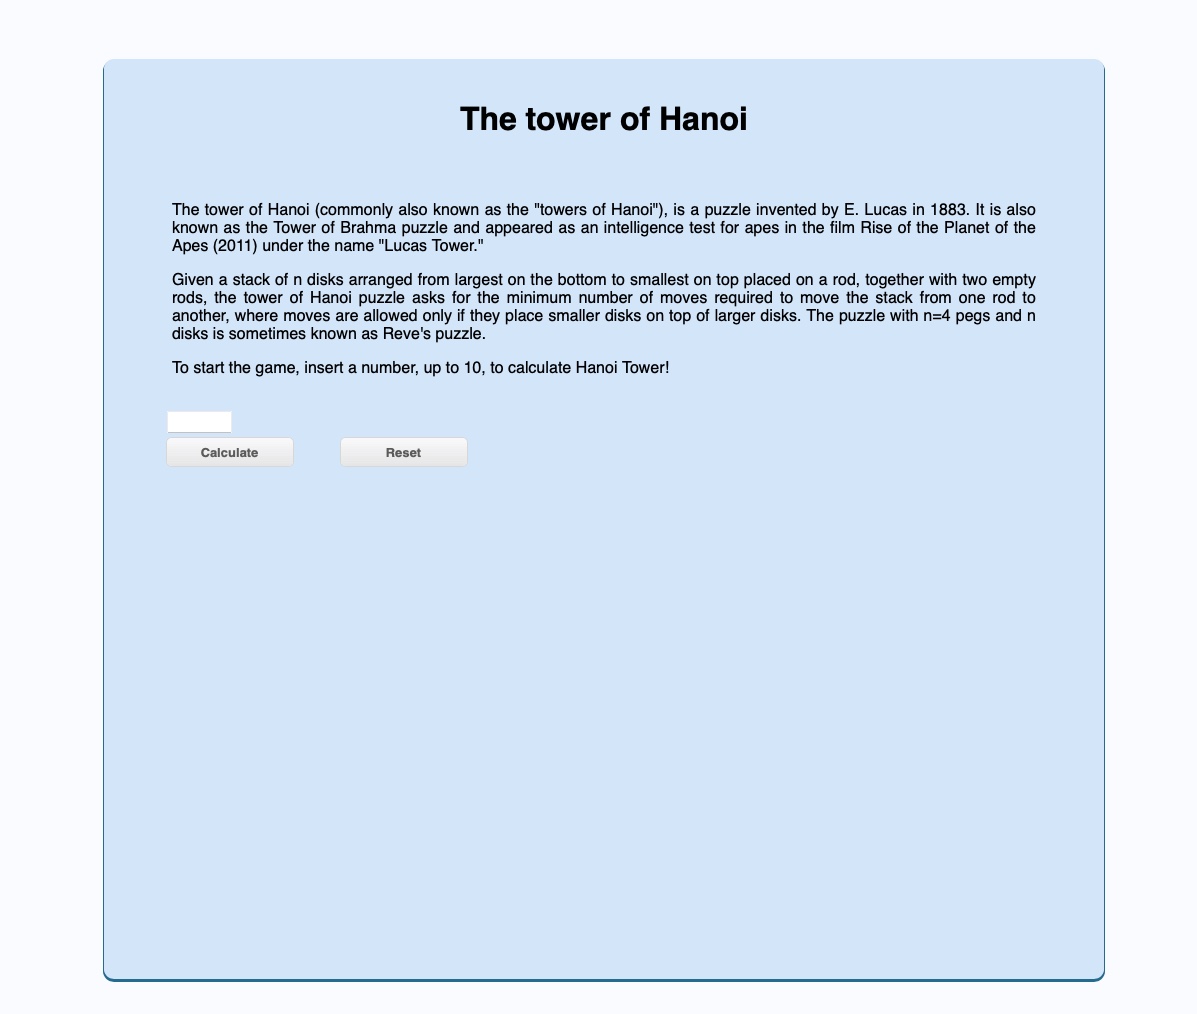 The tower of Hanoi
The tower of Hanoi (commonly also known as the "towers of Hanoi"), is a puzzle invented by E. Lucas in 1883. It is also
known as the Tower of Brahma puzzle and appeared as an intelligence test for apes in the film Rise of the Planet of the
Apes (2011) under the name "Lucas Tower."
Given a stack of n disks arranged from largest on the bottom to smallest on top placed on a rod, together with two empty
rods, the tower of Hanoi puzzle asks for the minimum number of moves required to move the stack from one rod to
another, where moves are allowed only if they place smaller disks on top of larger disks. The puzzle with n=4 pegs and n
disks is sometimes known as Reve's puzzle.
To start the game, insert a number, up to 10, to calculate Hanoi Tower!
Calculate Reset